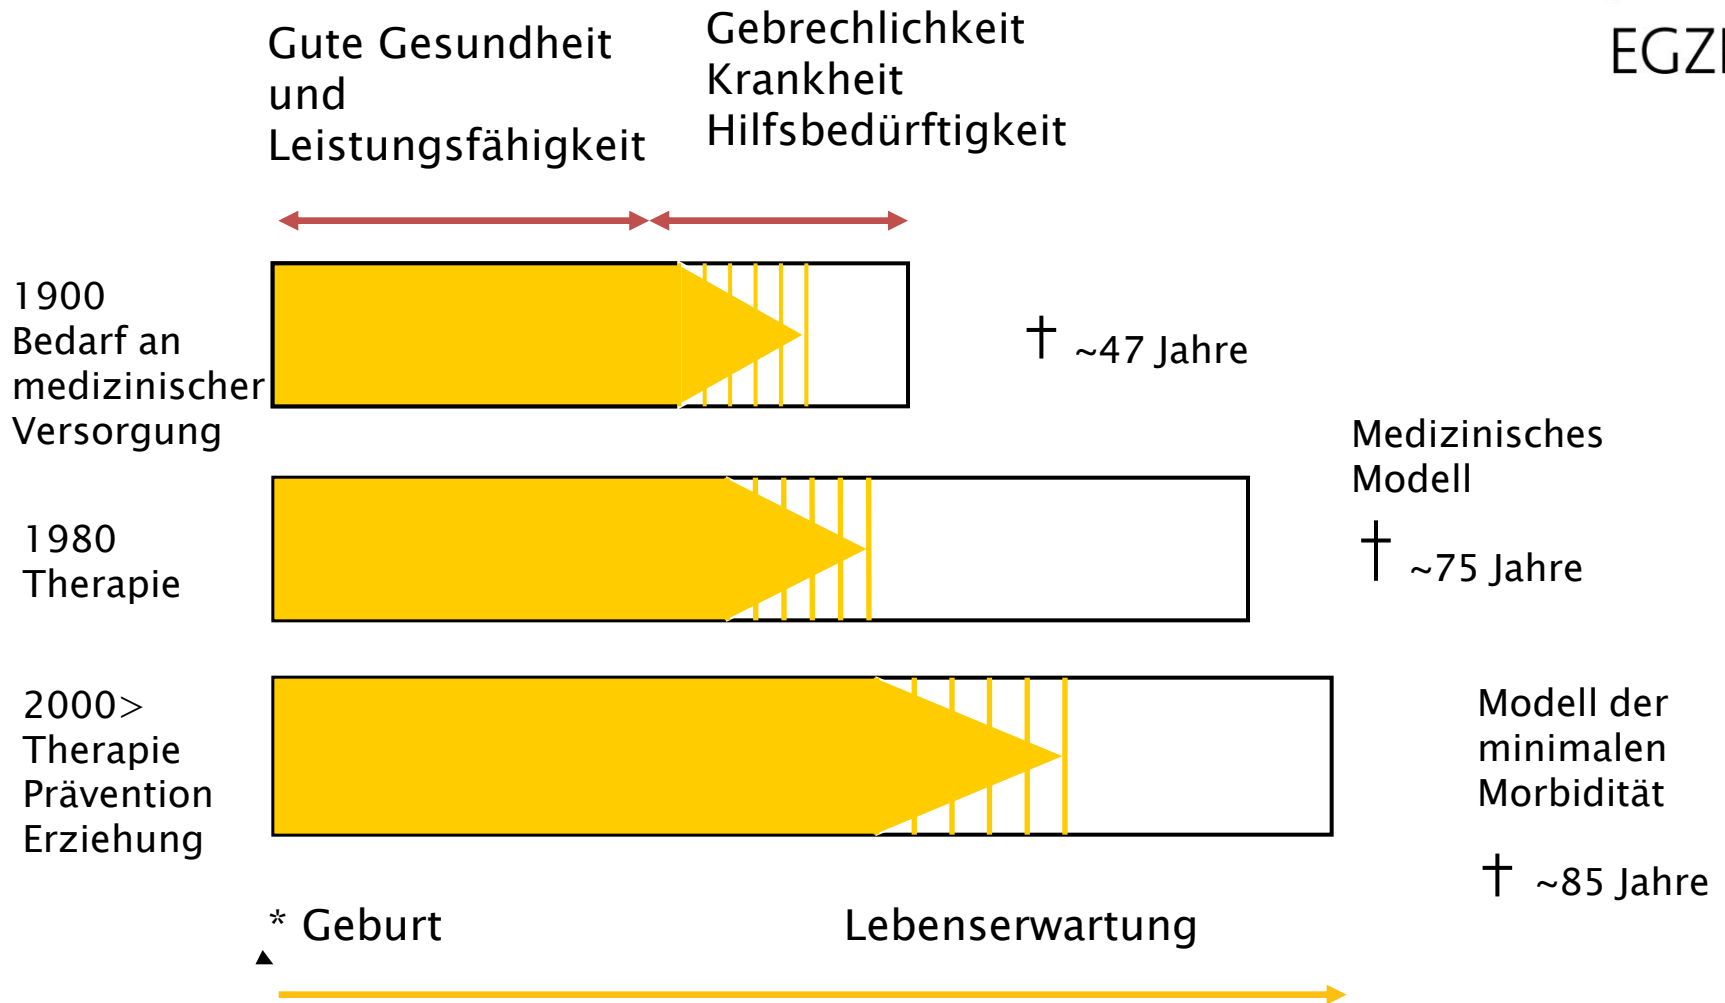 Gute Gesundheit
und
Leistungsfähigkeit
Gebrechlichkeit
Krankheit
Hilfsbedürftigkeit
1900
Bedarf an
medizinischer
Versorgung
† ~47 Jahre
1980
Therapie
Medizinisches
Modell
† ~75 Jahre
2000>
Therapie
Prävention
Erziehung
Modell der
minimalen
Morbidität
† ~85 Jahre
* Geburt
Lebenserwartung